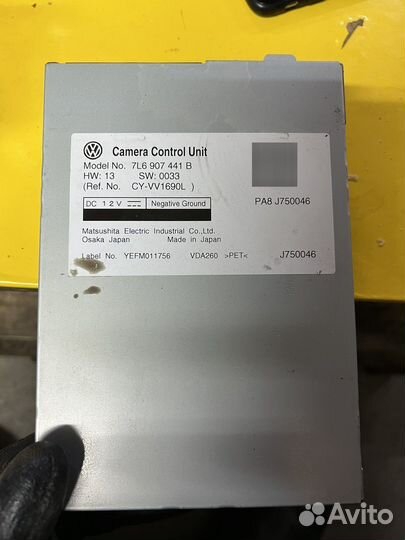 Camera Control Unit
Model No. 7L6 907 441 B
HW: 13 SW: 0033
(Ref. No. CY-VV1690L )
PA8 J750046
DC 12V Negative Ground
Matsushita Electric Industrial Co.,Ltd.
Osaka Japan Made in Japan
Label No. YEFM011756 VDA260 >PET< J750046
Avito